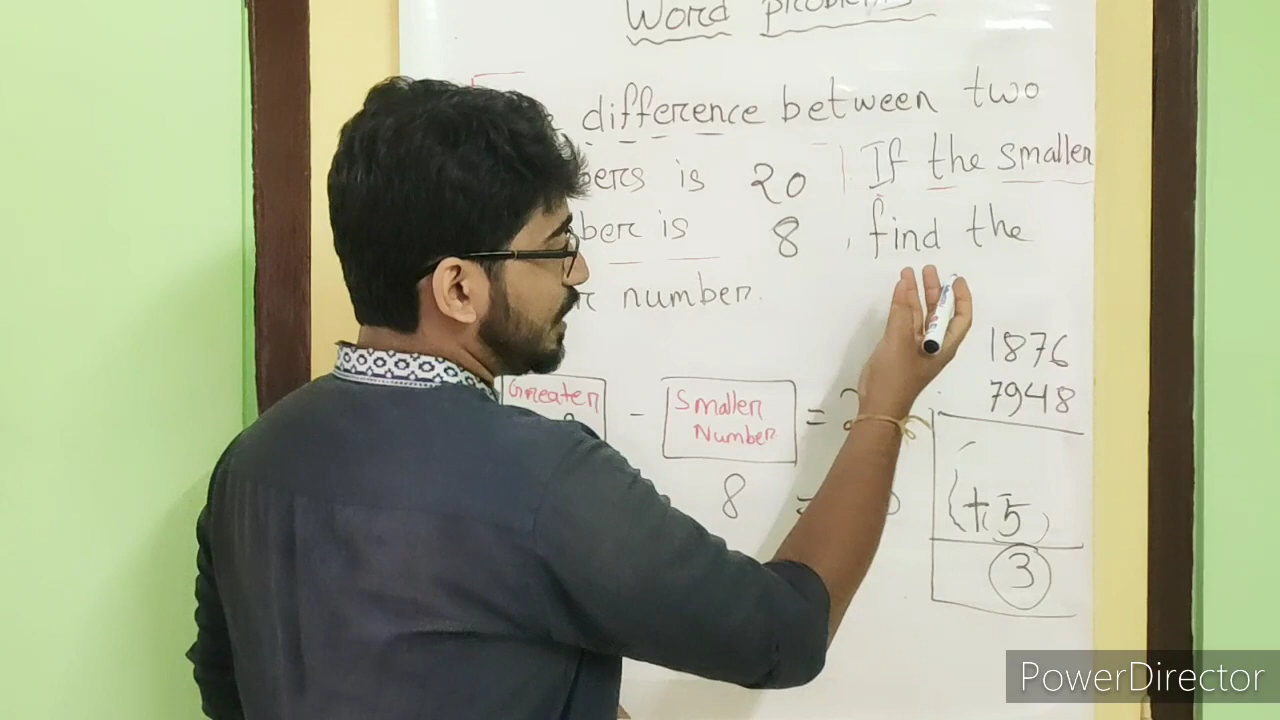 Word problems
difference between two
bers is 20 . If the smaller
ber is 8 , find the
r number.
1876
7948
Greater
Smaller
Number
- =
8 =
(+5)
3
PowerDirector